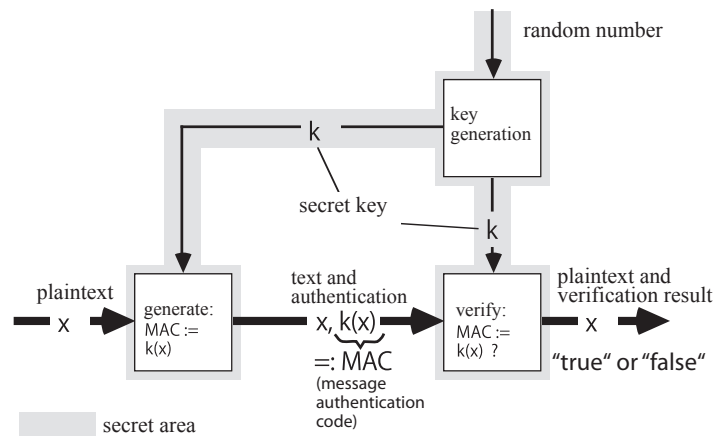 random number
key
generation
k
secret key
k
plaintext
x
generate:
MAC :=
k(x)
text and
authentication
x, k(x)
=: MAC
(message
authentication
code)
verify:
MAC :=
k(x) ?
plaintext and
verification result
x
“true“ or “false“
secret area